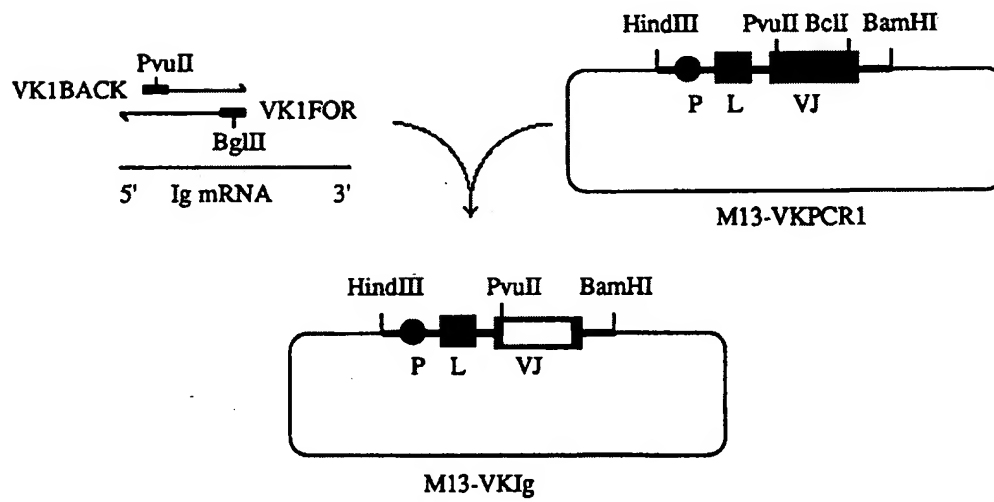 PvuII
VK1BACK
VK1FOR
BglII
5' Ig mRNA 3'
HindIII PvuII BclI BamHI
P L VJ
M13-VKPCR1
HindIII PvuII BamHI
P L VJ
M13-VKIg